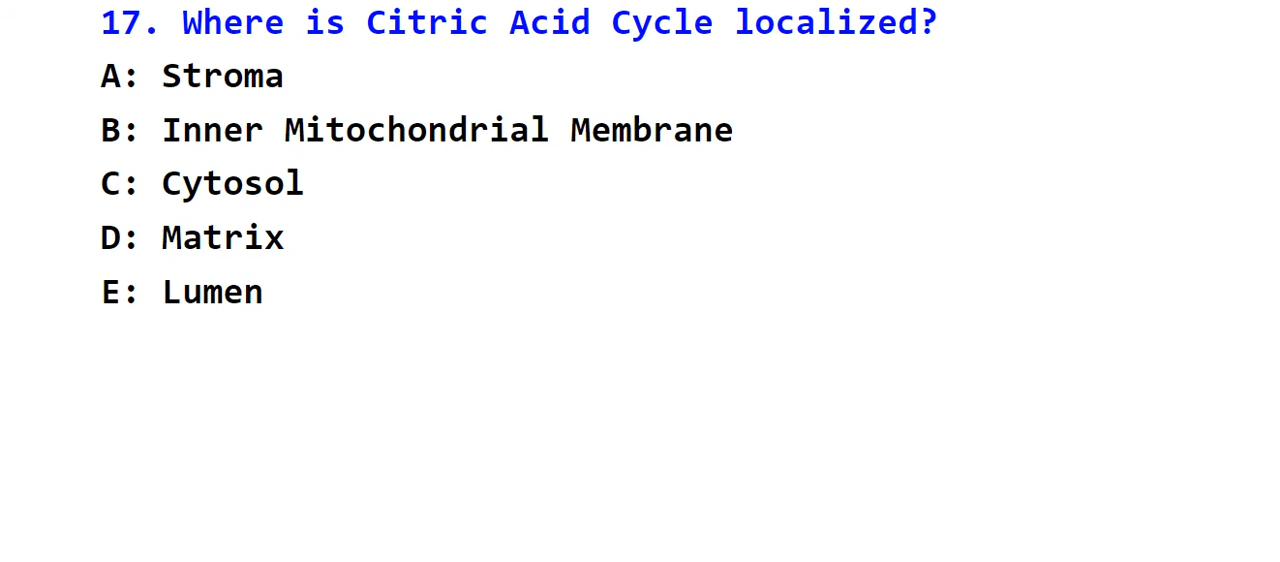 17. Where is Citric Acid Cycle localized?
A: Stroma
B: Inner Mitochondrial Membrane
C: Cytosol
D: Matrix
E: Lumen